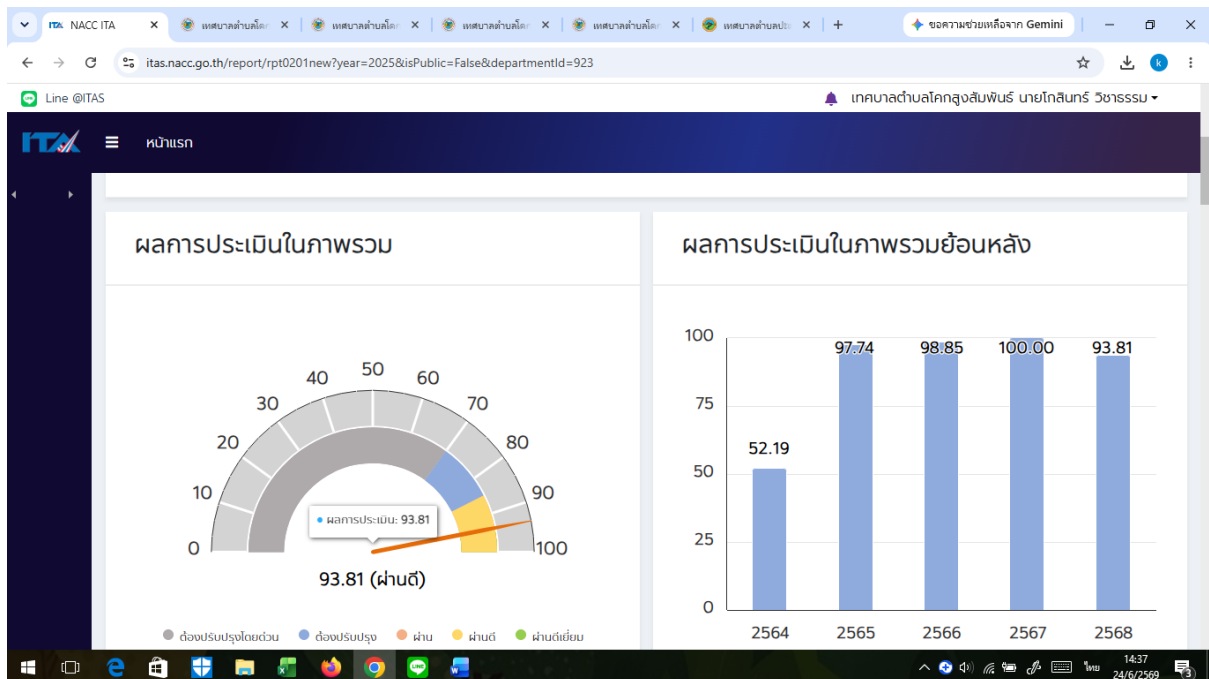 NACC ITA
เทศบาลตำบลโคก
เทศบาลตำบลโคก
เทศบาลตำบลโคก
เทศบาลตำบลโคก
เทศบาลตำบลปะ
ขอความช่วยเหลือจาก Gemini
itas.nacc.go.th/report/rpt0201new?year=2025&isPublic=False&departmentId=923
k
Line @ITAS
เทศบาลตำบลโคกสูงสัมพันธ์ นายโกสินทร์ วิชาธรรม
ITA
หน้าแรก
ผลการประเมินในภาพรวม
0
10
20
30
40
50
60
70
80
90
100
ผลการประเมิน: 93.81
93.81 (ผ่านดี)
ต้องปรับปรุงโดยด่วน ต้องปรับปรุง ผ่าน ผ่านดี ผ่านดีเยี่ยม
ผลการประเมินในภาพรวมย้อนหลัง
100
75
50
25
0
52.19 97.74 98.85 100.00 93.81
2564 2565 2566 2567 2568
ไทย
14:37
24/6/2569
3